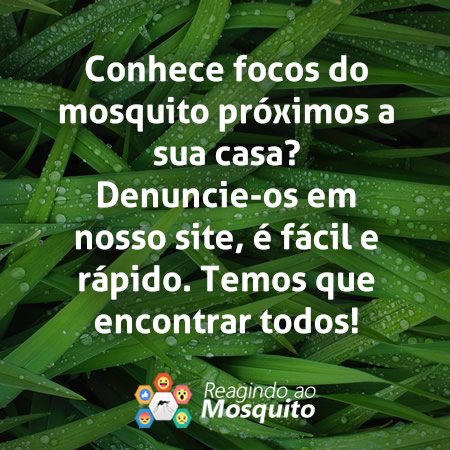 Conhece focos do
mosquito próximos a
sua casa?
Denuncie-os em
nosso site, é fácil e
rápido. Temos que
encontrar todos!
Reagindo ao
Mosquito